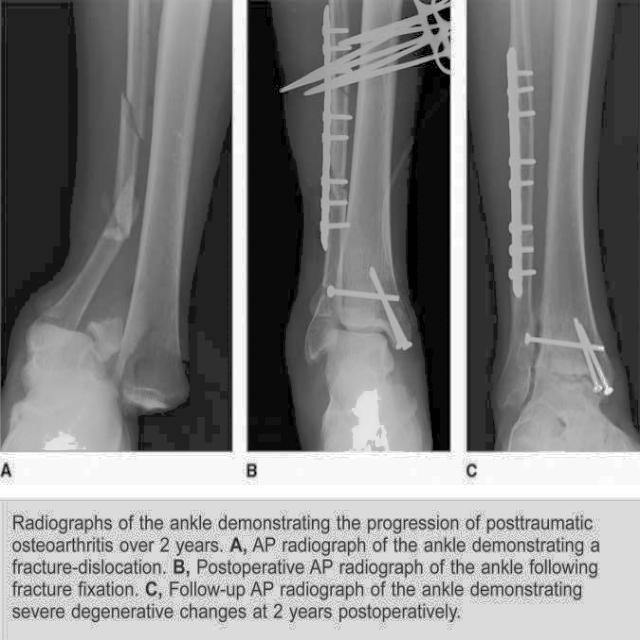 A
B
C
Radiographs of the ankle demonstrating the progression of posttraumatic
osteoarthritis over 2 years. A, AP radiograph of the ankle demonstrating a
fracture-dislocation. B, Postoperative AP radiograph of the ankle following
fracture fixation. C, Follow-up AP radiograph of the ankle demonstrating
severe degenerative changes at 2 years postoperatively.